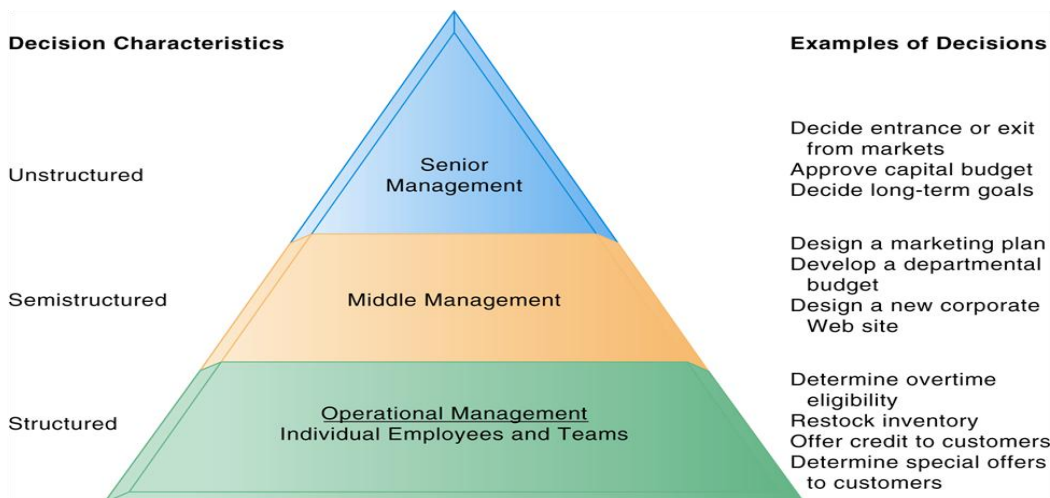 Decision Characteristics
Examples of Decisions
Unstructured
Senior
Management
Decide entrance or exit
from markets
Approve capital budget
Decide long-term goals
Semistructured
Middle Management
Design a marketing plan
Develop a departmental
budget
Design a new corporate
Web site
Structured
Operational Management
Individual Employees and Teams
Determine overtime
eligibility
Restock inventory
Offer credit to customers
Determine special offers
to customers